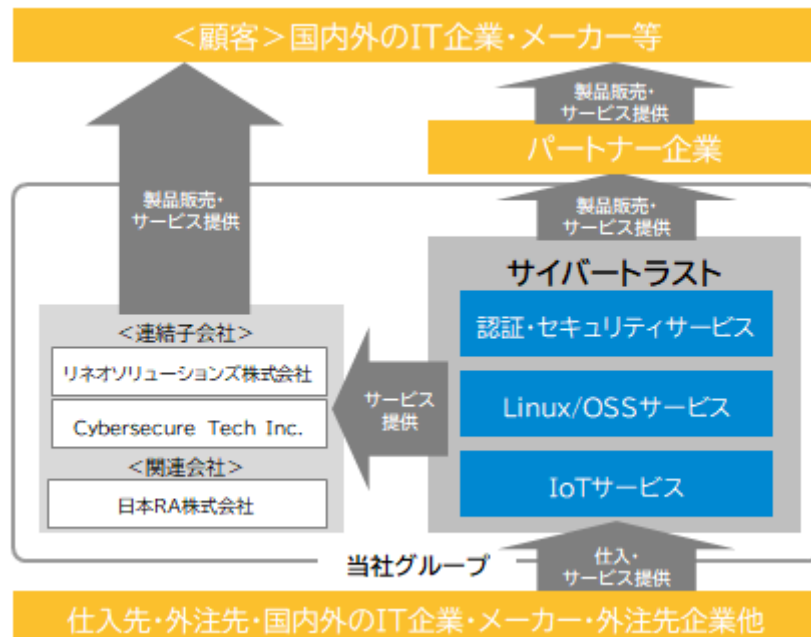 ＜顧客＞国内外のIT企業・メーカー等
製品販売・
サービス提供
パートナー企業
製品販売・
サービス提供
製品販売・
サービス提供
サイバートラスト
認証・セキュリティサービス
Linux/OSSサービス
IoTサービス
＜連結子会社＞
リネオソリューションズ株式会社
Cybersecure Tech Inc.
＜関連会社＞
日本RA株式会社
サービス
提供
当社グループ
仕入・
サービス提供
仕入先・外注先・国内外のIT企業・メーカー・外注先企業他